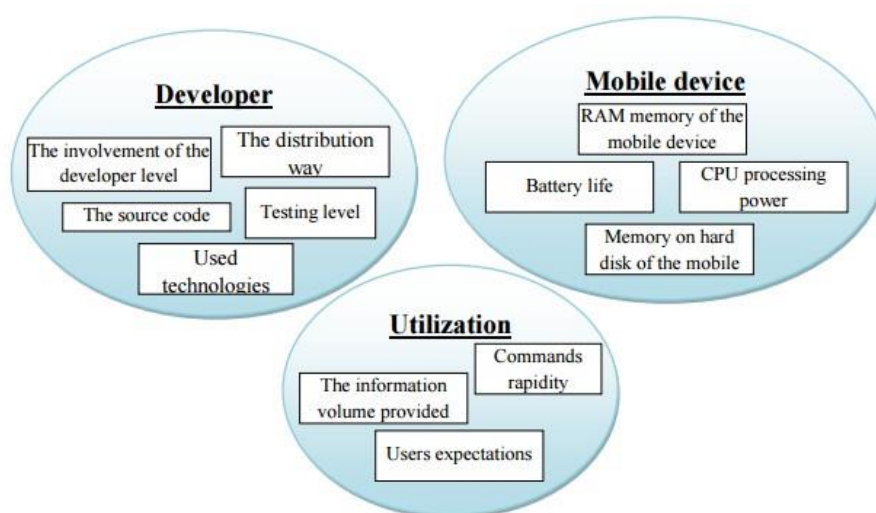 Developer
The involvement of the
developer level
The distribution
way
The source code
Testing level
Used
technologies
Mobile device
RAM memory of the
mobile device
Battery life
CPU processing
power
Memory on hard
disk of the mobile
Utilization
Commands
rapidity
The information
volume provided
Users expectations